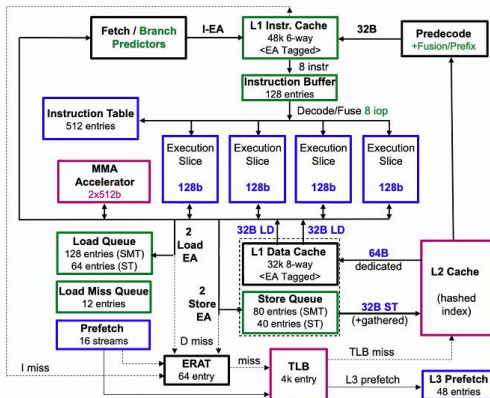 Fetch / Branch
Predictors
I-EA
L1 Instr. Cache
48k 6-way
<EA Tagged>
32B
Predecode
+Fusion/Prefix
8 instr
Instruction Buffer
128 entries
Decode/Fuse 8 iop
Instruction Table
512 entries
Execution
Slice
128b
Execution
Slice
128b
Execution
Slice
128b
Execution
Slice
128b
MMA
Accelerator
2x512b
2
Load
EA
32B LD
32B LD
Load Queue
128 entries (SMT)
64 entries (ST)
L1 Data Cache
32k 8-way
<EA Tagged>
64B
dedicated
L2 Cache
(hashed
index)
Load Miss Queue
12 entries
2
Store
EA
Store Queue
80 entries (SMT)
40 entries (ST)
32B ST
(+gathered)
Prefetch
16 streams
D miss
I miss
ERAT
64 entry
miss
TLB
4k entry
TLB miss
L3 prefetch
L3 Prefetch
48 entries